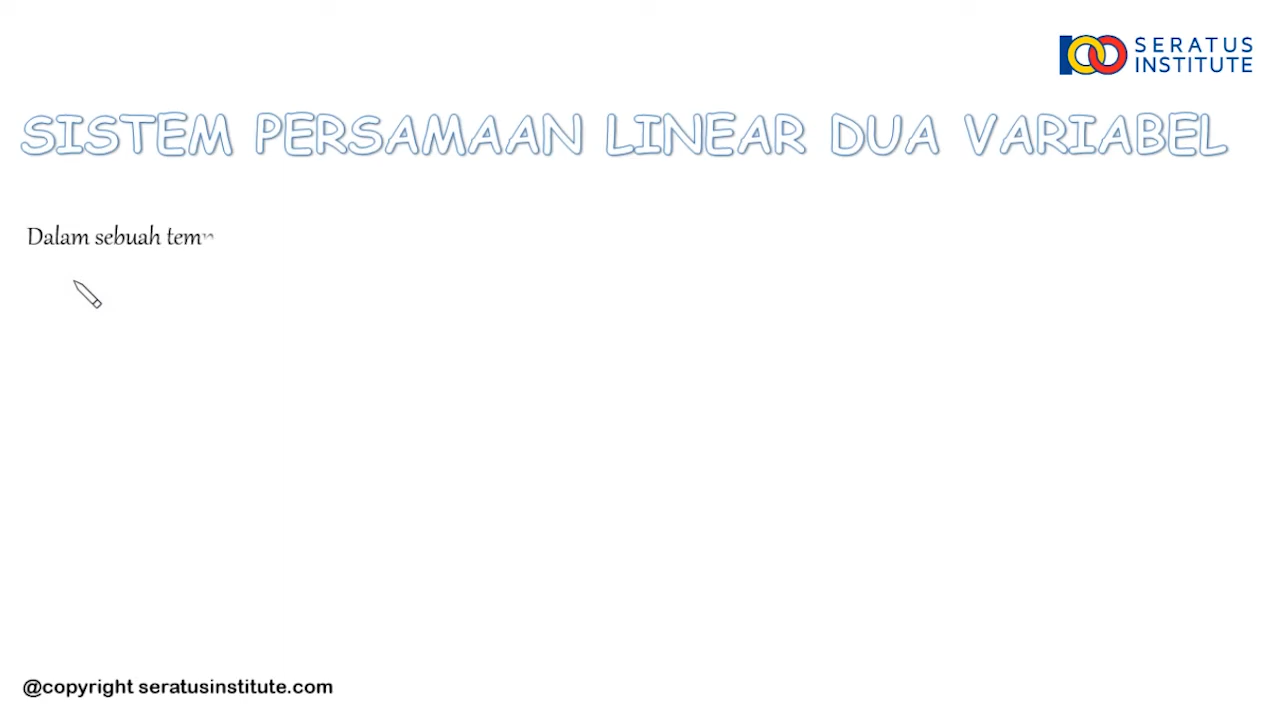 SERATUS
INSTITUTE
SISTEM PERSAMAAN LINEAR DUA VARIABEL
Dalam sebuah
@copyright seratusinstitute.com